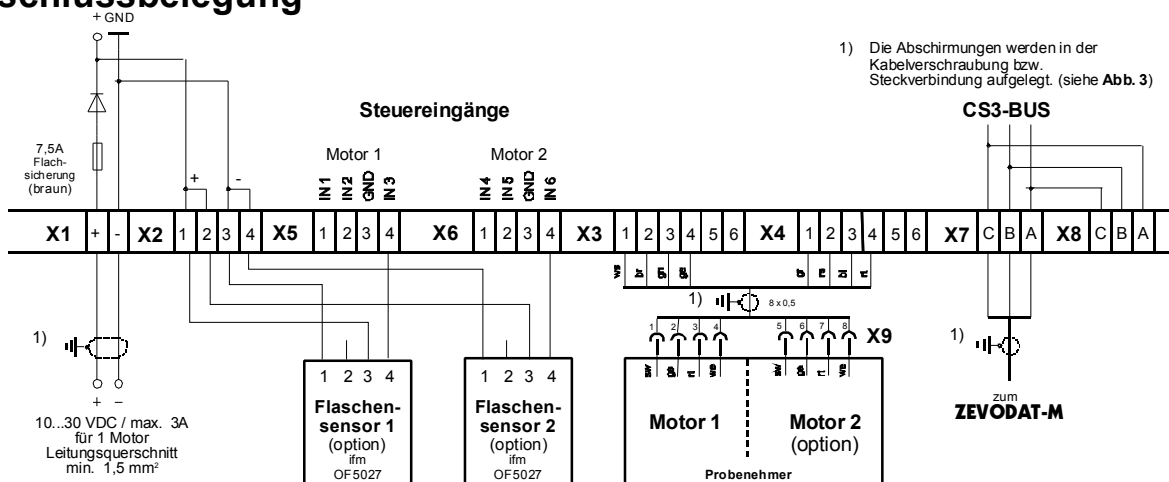 schlussbelegung
+ GND
1) Die Abschirmungen werden in der
Kabelverschraubung bzw.
Steckverbindung aufgelegt. (siehe Abb. 3)
CS3-BUS
Steuereingänge
7,5A
Flach-
sicherung
(braun)
Motor 1
Motor 2
IN 1 IN 2 GND IN 3
IN 4 IN 5 GND IN 6
+ -
X1 + - X2 1 2 3 4 X5 1 2 3 4 X6 1 2 3 4 X3 1 2 3 4 5 6 X4 1 2 3 4 5 6 X7 C B A X8 C B A
ws br gn ge gr rs bl rt
1) 8 x 0,5
1 2 3 4 5 6 7 8 X9
sw ge rt ws sw ge rt ws
1)
+ -
10...30 VDC / max. 3A
für 1 Motor
Leitungsquerschnitt
min. 1,5 mm²
1 2 3 4
Flaschen-
sensor 1
(option)
ifm
OF5027
1 2 3 4
Flaschen-
sensor 2
(option)
ifm
OF5027
Motor 1
Motor 2
(option)
Probenehmer
1)
zum
ZEVODAT-M